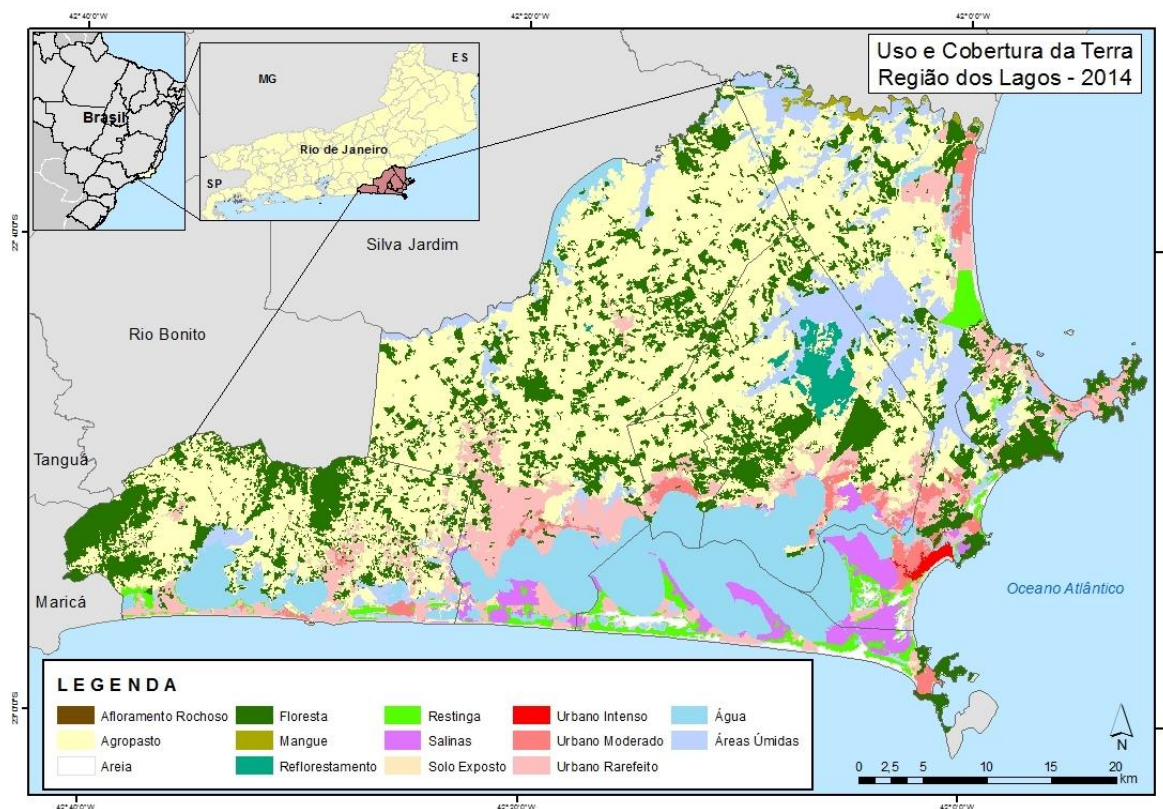 42°40'0"W
42°20'0"W
42°0'0"W
Uso e Cobertura da Terra
Região dos Lagos - 2014
Brasil
MG
ES
Rio de Janeiro
SP
Silva Jardim
Rio Bonito
Tanguá
Maricá
Oceano Atlântico
LEGENDA
Afloramento Rochoso
Floresta
Restinga
Urbano Intenso
Água
Agropasto
Mangue
Salinas
Urbano Moderado
Áreas Úmidas
Areia
Reflorestamento
Solo Exposto
Urbano Rarefeito
N
0 2,5 5 10 15 20
km